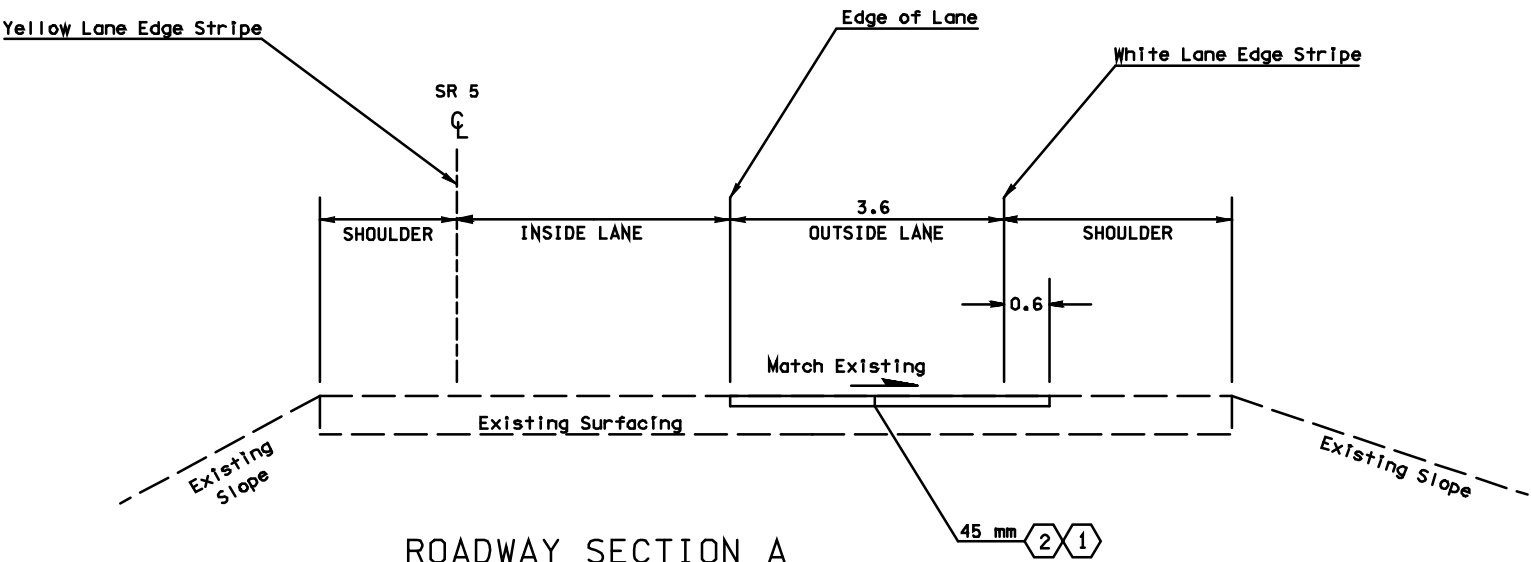 Yellow Lane Edge Stripe
Edge of Lane
White Lane Edge Stripe
SR 5
℄
3.6
SHOULDER
INSIDE LANE
OUTSIDE LANE
SHOULDER
0.6
Match Existing
Existing Surfacing
Existing
Slope
Existing Slope
45 mm 2 1
ROADWAY SECTION A